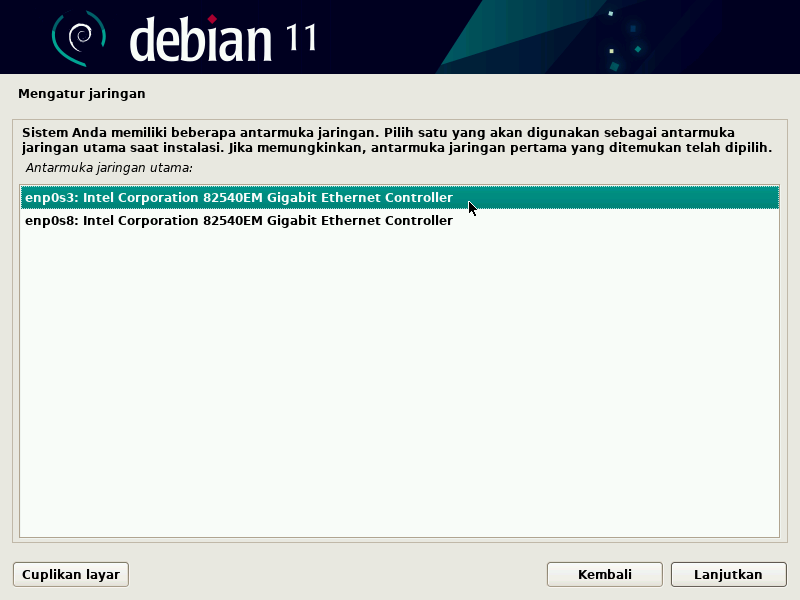 debian 11
Mengatur jaringan
Sistem Anda memiliki beberapa antarmuka jaringan. Pilih satu yang akan digunakan sebagai antarmuka
jaringan utama saat instalasi. Jika memungkinkan, antarmuka jaringan pertama yang ditemukan telah dipilih.
Antarmuka jaringan utama:
enp0s3: Intel Corporation 82540EM Gigabit Ethernet Controller
enp0s8: Intel Corporation 82540EM Gigabit Ethernet Controller
Cuplikan layar
Kembali
Lanjutkan